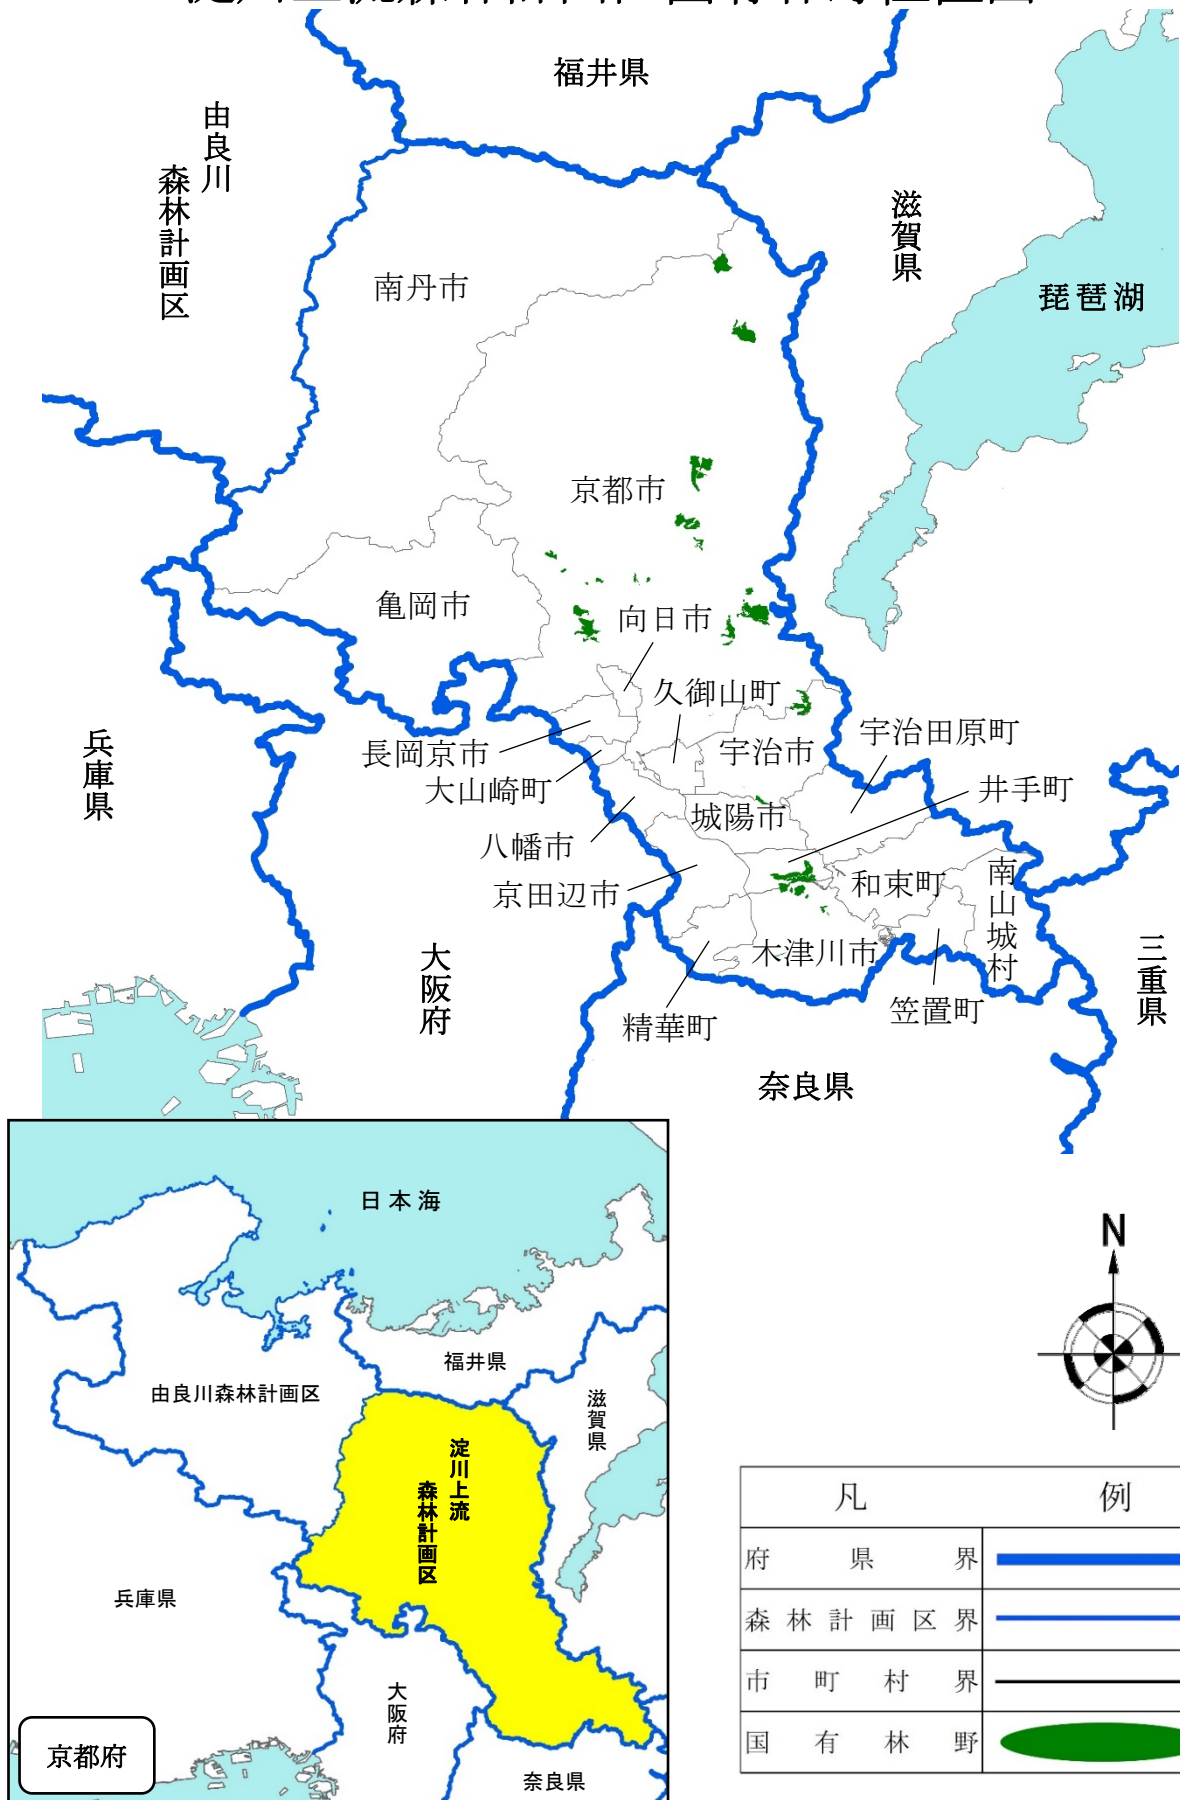 福井県
由良川
森林計画区
滋賀県
琵琶湖
南丹市
京都市
亀岡市
向日市
久御山町
長岡京市
大山崎町
宇治市
宇治田原町
井手町
八幡市
城陽市
京田辺市
和束町
南山城村
木津川市
笠置町
精華町
兵庫県
大阪府
奈良県
三重県
日本海
福井県
由良川森林計画区
滋賀県
淀川上流
森林計画区
兵庫県
大阪府
奈良県
京都府
N
凡例
府県界
森林計画区界
市町村界
国有林野